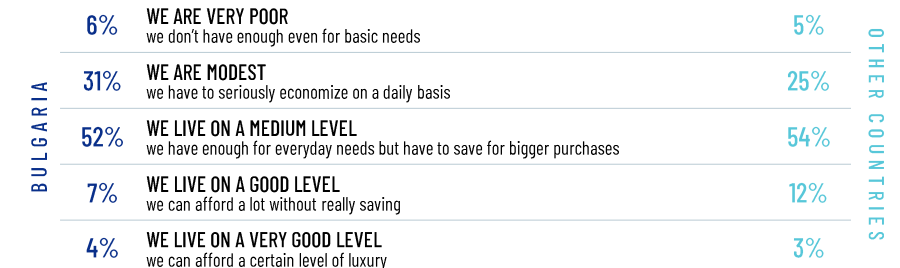 BULGARIA
6%
WE ARE VERY POOR
we don't have enough even for basic needs
5%
31%
WE ARE MODEST
we have to seriously economize on a daily basis
25%
52%
WE LIVE ON A MEDIUM LEVEL
we have enough for everyday needs but have to save for bigger purchases
54%
7%
WE LIVE ON A GOOD LEVEL
we can afford a lot without really saving
12%
4%
WE LIVE ON A VERY GOOD LEVEL
we can afford a certain level of luxury
3%
OTHER COUNTRIES